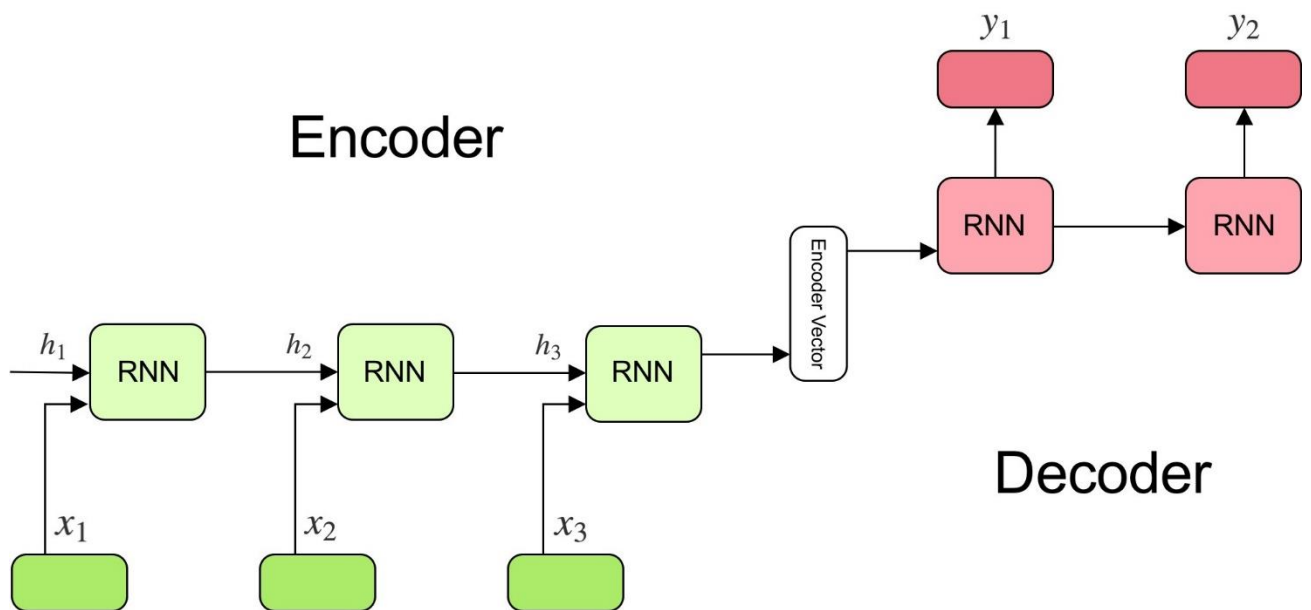 y₁
y₂
Encoder
RNN
RNN
Encoder Vector
h₁
RNN
h₂
RNN
h₃
RNN
Decoder
x₁
x₂
x₃